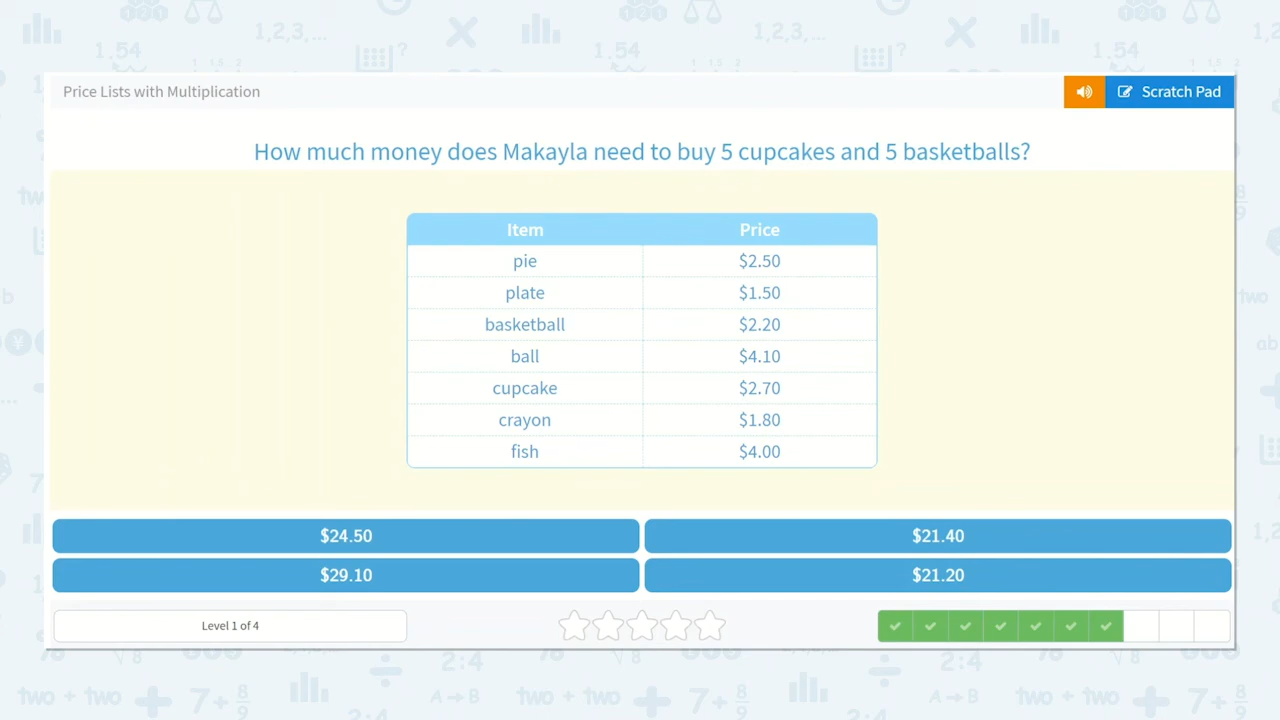 Price Lists with Multiplication
Scratch Pad
How much money does Makayla need to buy 5 cupcakes and 5 basketballs?
Item Price
pie $2.50
plate $1.50
basketball $2.20
ball $4.10
cupcake $2.70
crayon $1.80
fish $4.00
$24.50 $21.40
$29.10 $21.20
Level 1 of 4